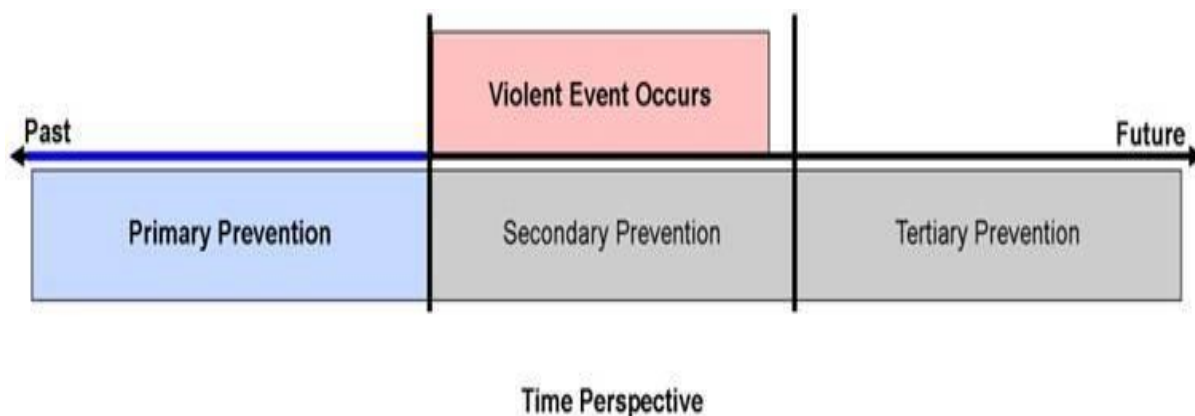 Violent Event Occurs
Past
Future
Primary Prevention
Secondary Prevention
Tertiary Prevention
Time Perspective